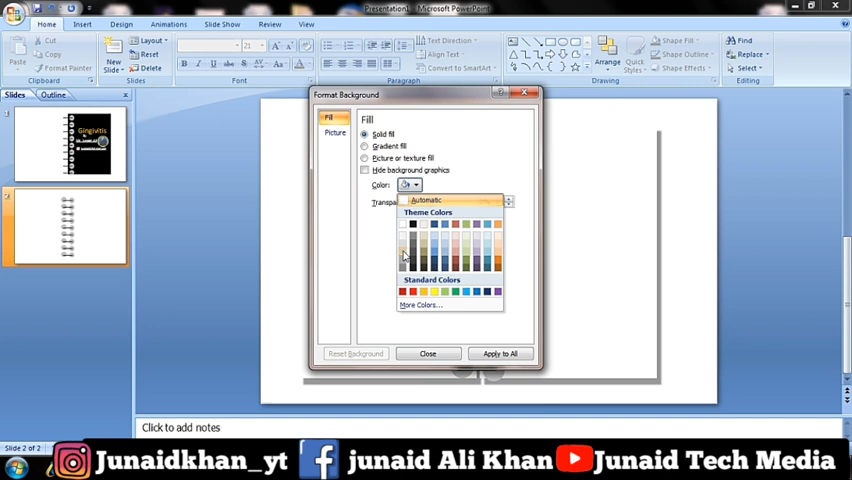 Presentation1 - Microsoft PowerPoint
Home
Insert
Design
Animations
Slide Show
Review
View
Paste
Cut
Copy
Format Painter
Clipboard
New
Slide
Layout
Reset
Delete
Slides
21
Font
Paragraph
Text Direction
Align Text
Convert to SmartArt
Arrange
Quick
Styles
Shape Fill
Shape Outline
Shape Effects
Drawing
Find
Replace
Select
Editing
Slides
Outline
1
Gingivitis
2
Format Background
Fill
Picture
Fill
Solid fill
Gradient fill
Picture or texture fill
Hide background graphics
Color:
Transpa
Automatic
Theme Colors
Standard Colors
More Colors...
Reset Background
Close
Apply to All
Click to add notes
Slide 2 of 2
Junaidkhan_yt
junaid Ali Khan
Junaid Tech Media